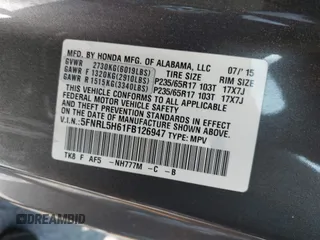 MFD. BY HONDA MFG. OF ALABAMA, LLC 07/15
GVWR 2730KG(6019LBS) TIRE SIZE RIM SIZE
GAWR F 1320KG(2910LBS) P235/65R17 103T 17X7J
GAWR R 1515KG(3340LBS) P235/65R17 103T 17X7J
THIS VEHICLE CONFORMS TO ALL APPLICABLE
FEDERAL MOTOR VEHICLE SAFETY AND
THEFT PREVENTION STANDARDS IN EFFECT ON
THE DATE OF MANUFACTURE SHOWN ABOVE.
V.I.N.:5FNRL5H61FB126947 TYPE: MPV
TK8 F AF5 -NH777M -C -B
DREAMBID